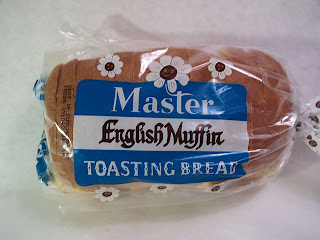 Master
English Muffin
TOASTING BREAD